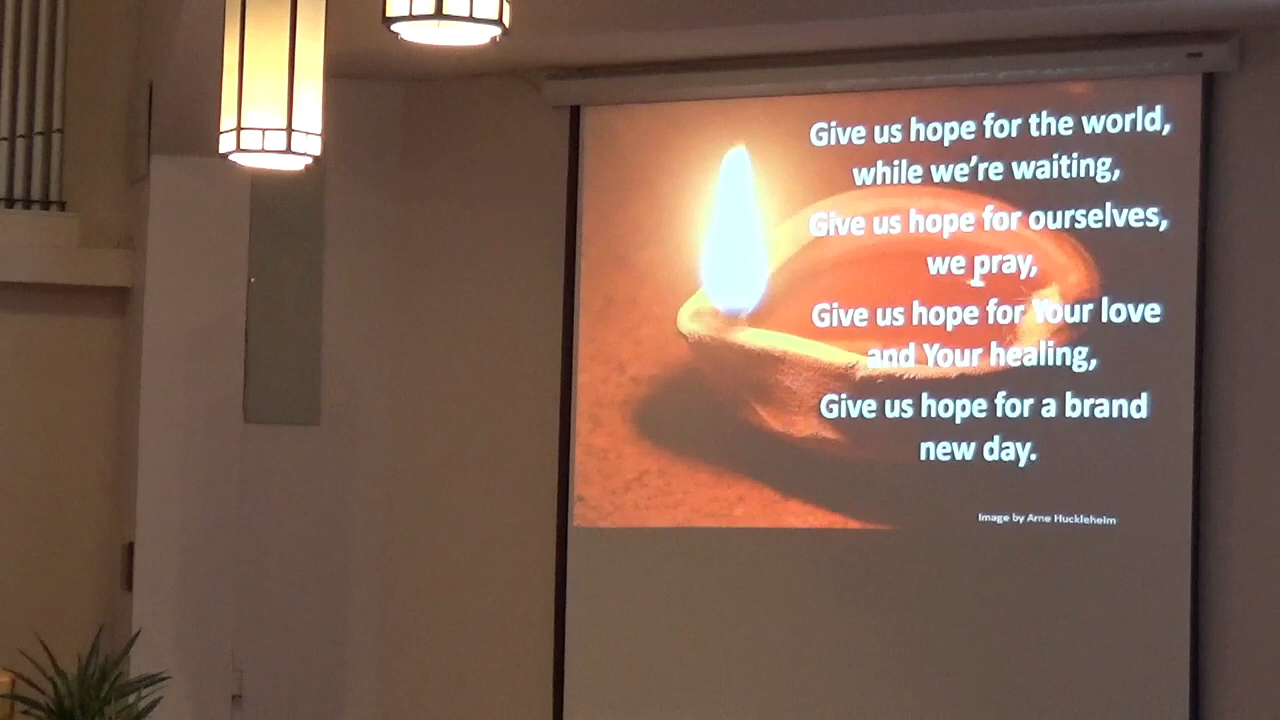 Give us hope for the world,
while we're waiting,
Give us hope for ourselves,
we pray,
Give us hope for Your love
and Your healing,
Give us hope for a brand
new day.
Image by Arne Huckleheim